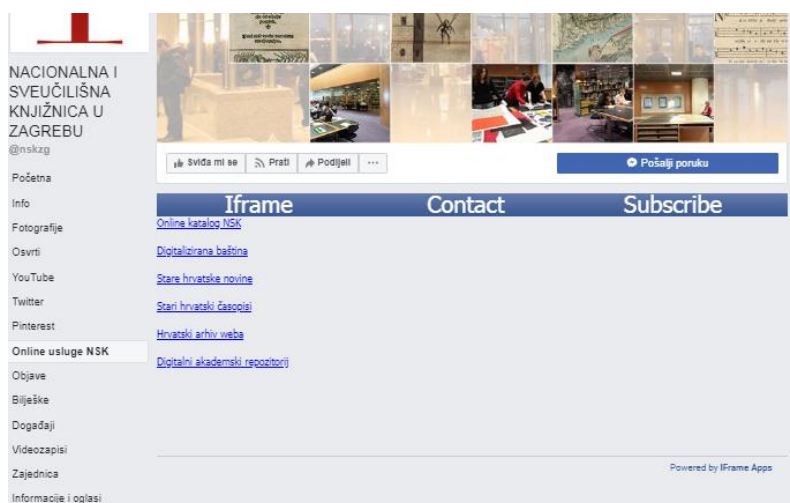 NACIONALNA I
SVEUČILIŠNA
KNJIŽNICA U
ZAGREBU
@nskzg
Početna
Info
Fotografije
Osvrti
YouTube
Twitter
Pinterest
Online usluge NSK
Objave
Bilješke
Događaji
Videozapisi
Zajednica
Informacije i oglasi
Sviđa mi se
Prati
Podijeli
Pošalji poruku
Iframe
Contact
Subscribe
Online katalog NSK
Digitalizirana baština
Stare hrvatske novine
Stari hrvatski časopisi
Hrvatski arhiv weba
Digitalni akademski repozitorij
Powered by IFrame Apps